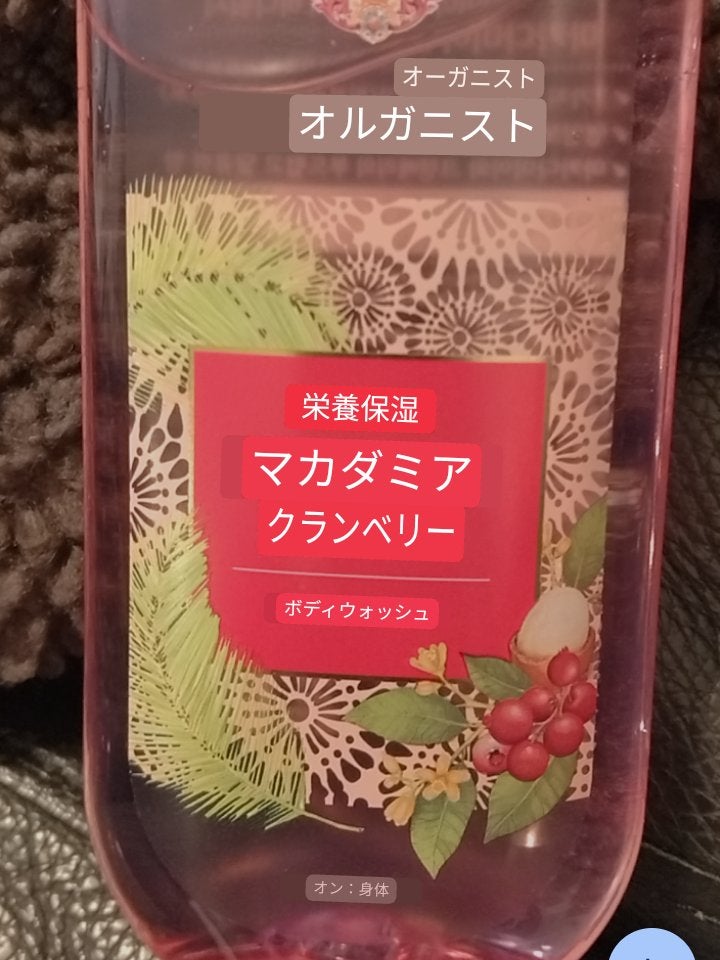 オーガニスト
オルガニスト
栄養保湿
マカダミア
クランベリー
ボディウォッシュ
オン：身体